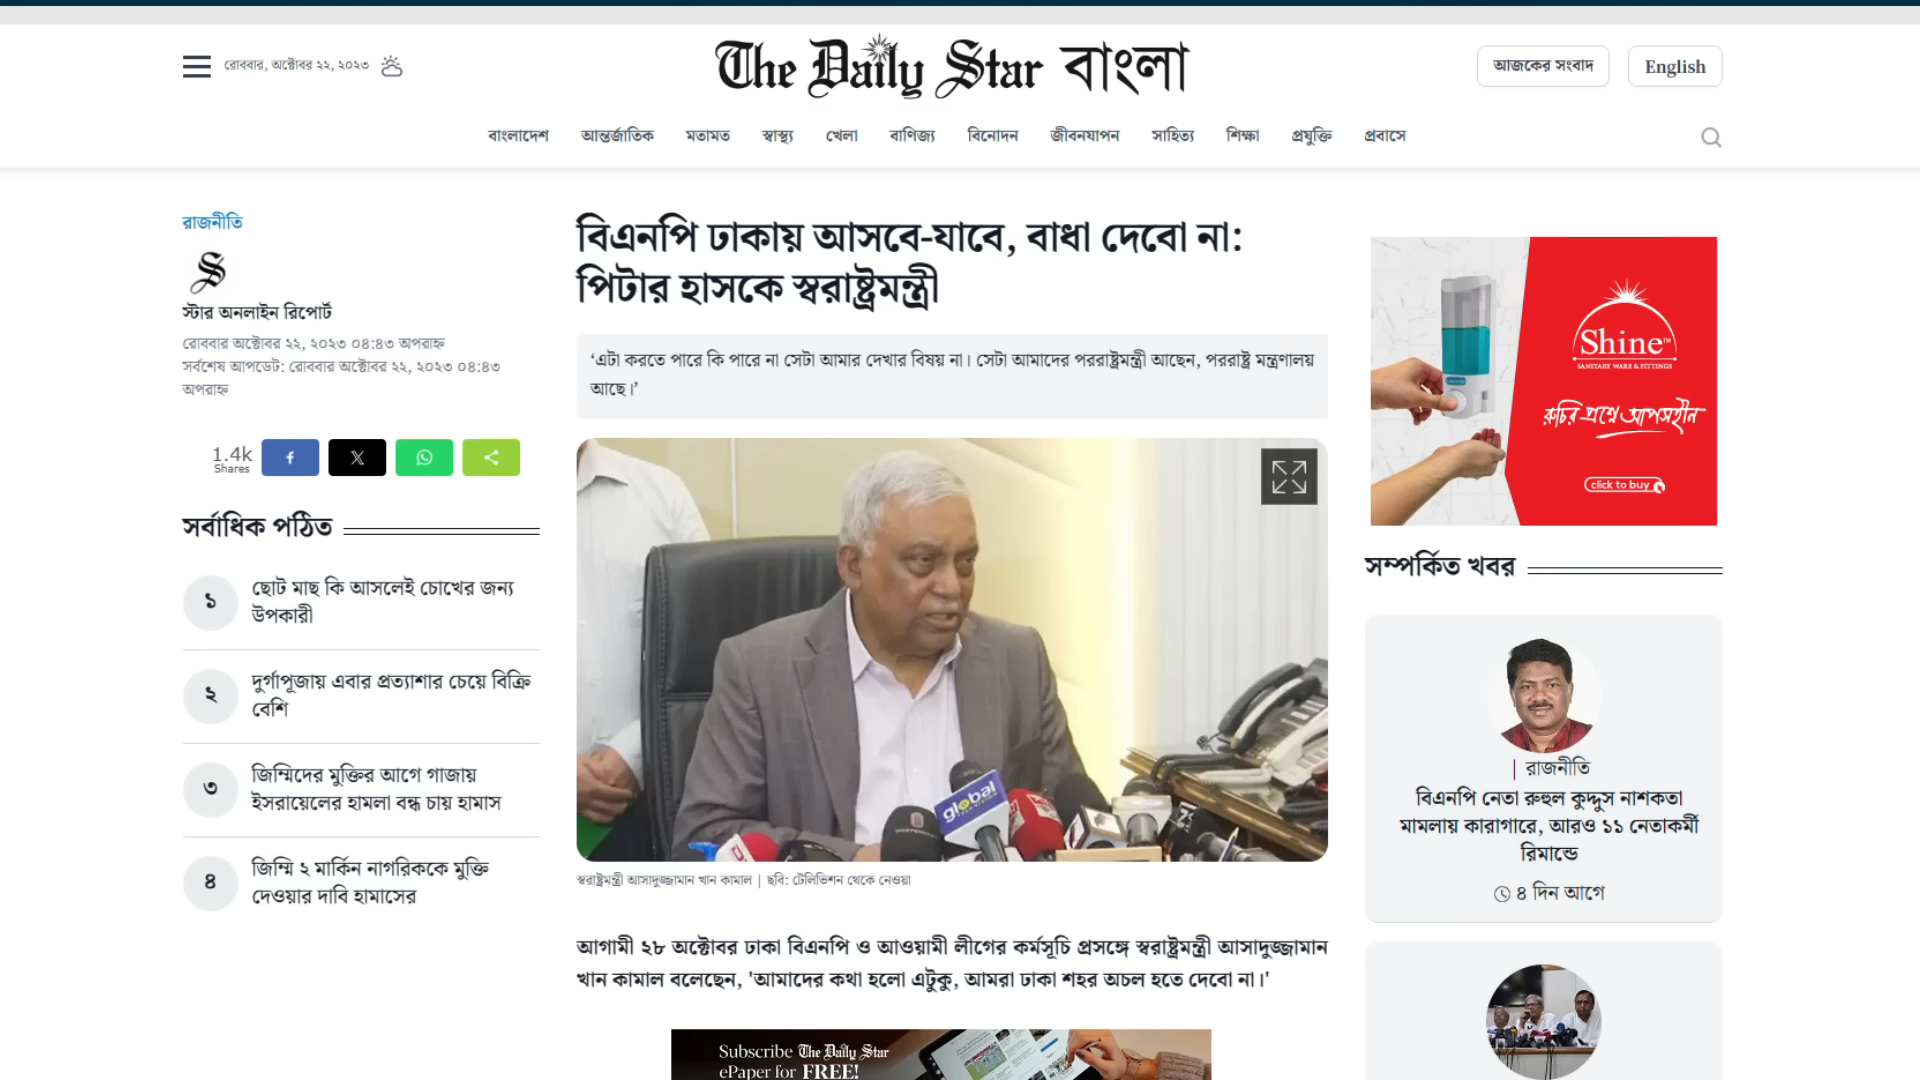 রোববার, অক্টোবর ২২, ২০২৩
The Daily Star বাংলা
আজকের সংবাদ
English
বাংলাদেশ
আন্তর্জাতিক
মতামত
স্বাস্থ্য
খেলা
বাণিজ্য
বিনোদন
জীবনযাপন
সাহিত্য
শিক্ষা
প্রযুক্তি
প্রবাসে
রাজনীতি
স্টার অনলাইন রিপোর্ট
রোববার অক্টোবর ২২, ২০২৩ ০৪:৪৩ অপরাহ্ন
সর্বশেষ আপডেট: রোববার অক্টোবর ২২, ২০২৩ ০৪:৪৩
অপরাহ্ন
1.4k
Shares
সর্বাধিক পঠিত
১
ছোট মাছ কি আসলেই চোখের জন্য
উপকারী
২
দুর্গাপূজায় এবার প্রত্যাশার চেয়ে বিক্রি
বেশি
৩
জিম্মিদের মুক্তির আগে গাজায়
ইসরায়েলের হামলা বন্ধ চায় হামাস
৪
জিম্মি ২ মার্কিন নাগরিককে মুক্তি
দেওয়ার দাবি হামাসের
বিএনপি ঢাকায় আসবে-যাবে, বাধা দেবো না:
পিটার হাসকে স্বরাষ্ট্রমন্ত্রী
‘এটা করতে পারে কি পারে না সেটা আমার দেখার বিষয় না। সেটা আমাদের পররাষ্ট্রমন্ত্রী আছেন, পররাষ্ট্র মন্ত্রণালয়
আছে।’
global
স্বরাষ্ট্রমন্ত্রী আসাদুজ্জামান খান কামাল | ছবি: টেলিভিশন থেকে নেওয়া
আগামী ২৮ অক্টোবর ঢাকা বিএনপি ও আওয়ামী লীগের কর্মসূচি প্রসঙ্গে স্বরাষ্ট্রমন্ত্রী আসাদুজ্জামান
খান কামাল বলেছেন, 'আমাদের কথা হলো এটুকু, আমরা ঢাকা শহর অচল হতে দেবো না।'
Subscribe The Daily Star
ePaper for FREE!
Shine™
SANITARY WARE & FITTINGS
রুচির প্রশ্নে আপসহীন
click to buy
সম্পর্কিত খবর
| রাজনীতি
বিএনপি নেতা রুহুল কুদ্দুস নাশকতা
মামলায় কারাগারে, আরও ১১ নেতাকর্মী
রিমান্ডে
৪ দিন আগে